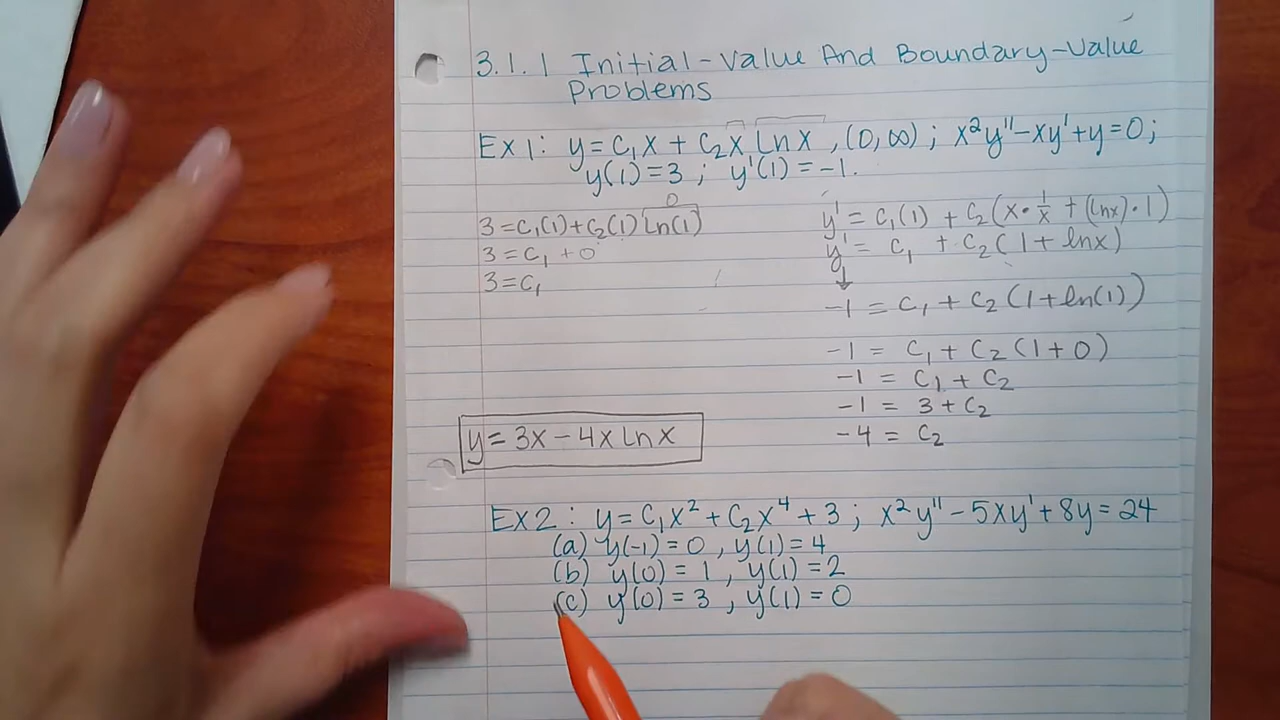 3.1.1 Initial-Value And Boundary-Value
Problems
Ex1: y = c₁x + c₂x ln x, (0, ∞); x²y'' - xy' + y = 0;
y(1) = 3; y'(1) = -1.
0
3 = c₁(1) + c₂(1) ln(1)
3 = c₁ + 0
3 = c₁
y' = c₁(1) + c₂(x · 1/x + (ln x) · 1)
y' = c₁ + c₂(1 + ln x)
↓
-1 = c₁ + c₂(1 + ln(1))
-1 = c₁ + c₂(1 + 0)
-1 = c₁ + c₂
-1 = 3 + c₂
-4 = c₂
y = 3x - 4x ln x
Ex2: y = c₁x² + c₂x⁴ + 3; x²y'' - 5xy' + 8y = 24
(a) y(-1) = 0, y(1) = 4
(b) y(0) = 1, y(1) = 2
(c) y(0) = 3, y(1) = 0